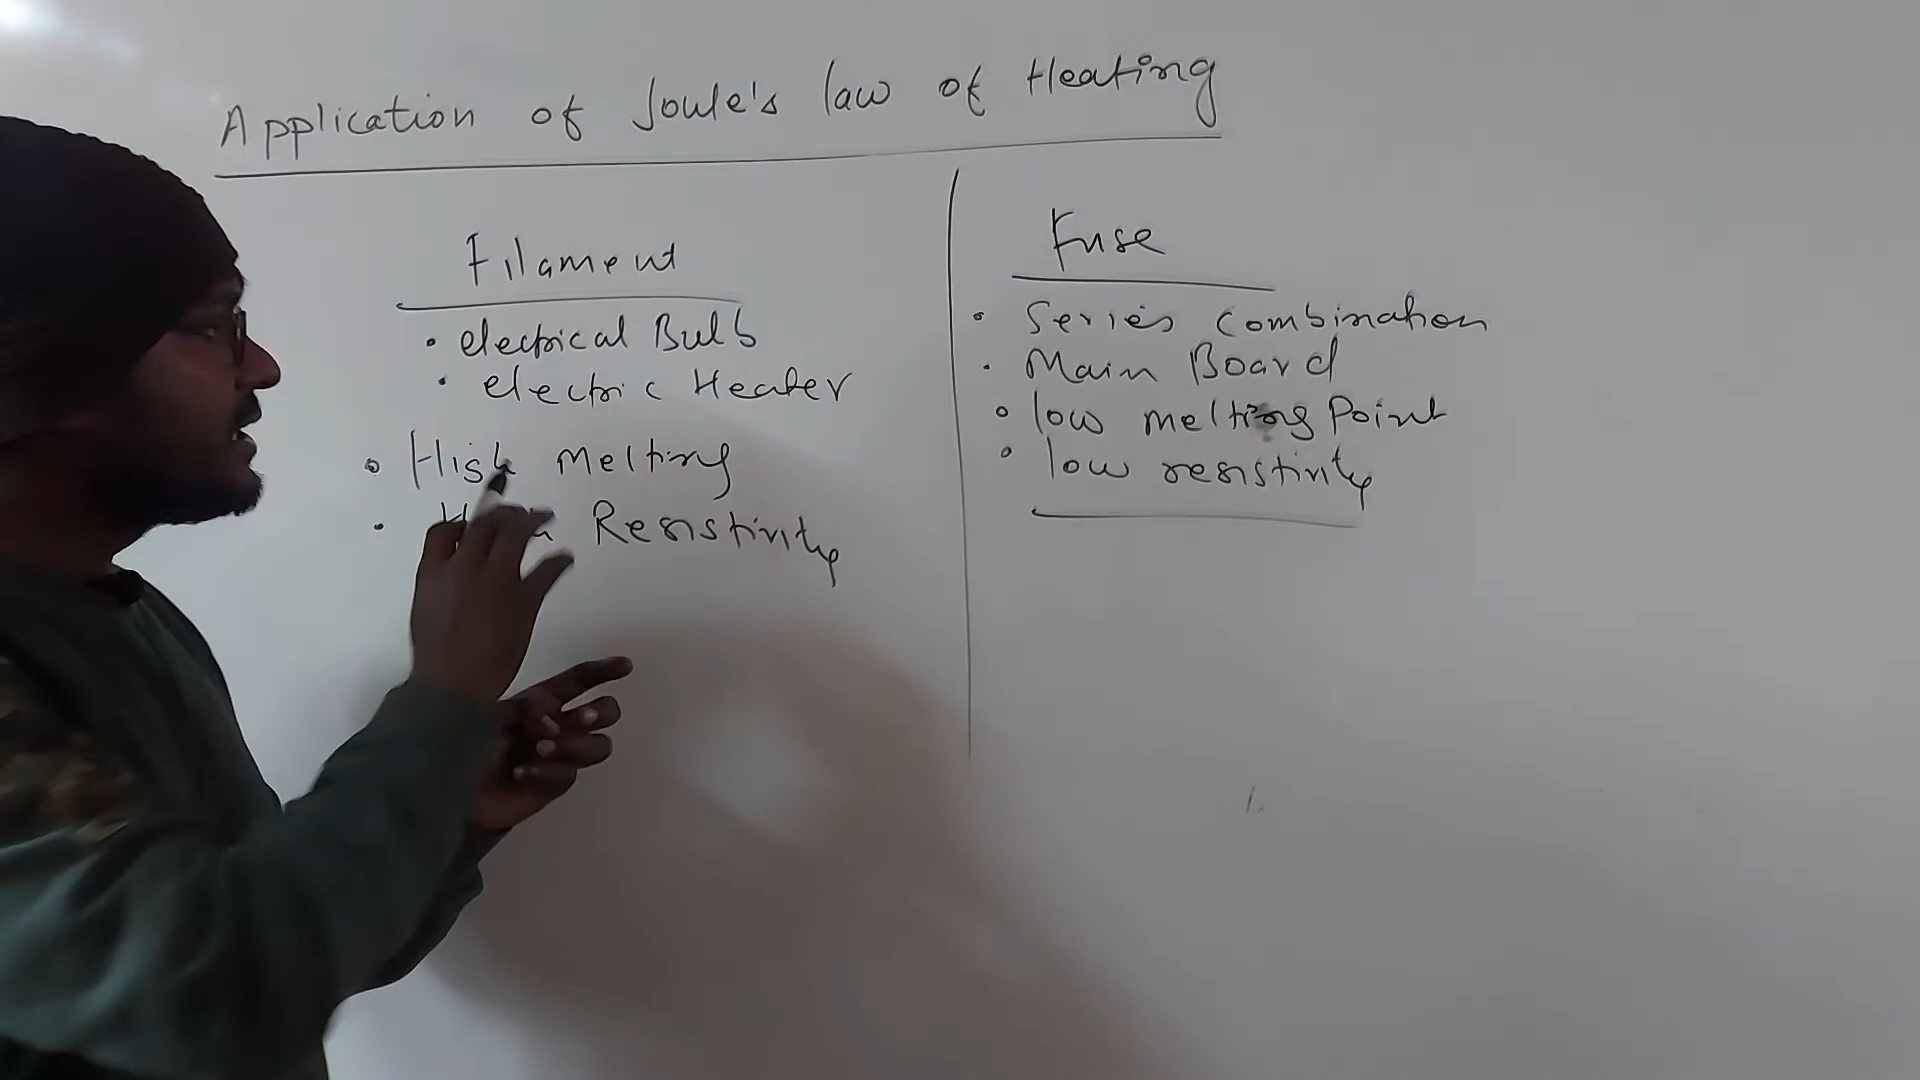 Application of Joule's law of Heating
Filament
• electrical Bulb
• electric Heater
• High Melting
• Resistivity
Fuse
• Series Combination
• Main Board
• low melting Point
• low resistivity